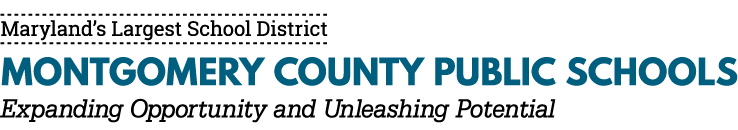 Maryland's Largest School District
MONTGOMERY COUNTY PUBLIC SCHOOLS
Expanding Opportunity and Unleashing Potential